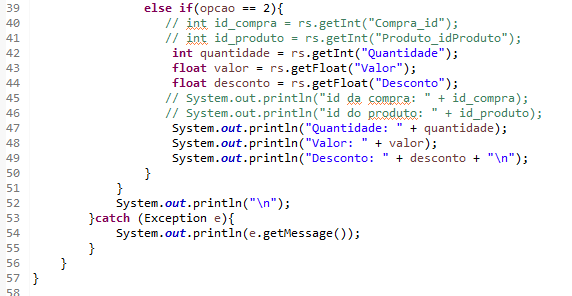 39 else if(opcao == 2){
40 // int id_compra = rs.getInt("Compra_id");
41 // int id_produto = rs.getInt("Produto_idProduto");
42 int quantidade = rs.getInt("Quantidade");
43 float valor = rs.getFloat("Valor");
44 float desconto = rs.getFloat("Desconto");
45 // System.out.println("id da compra: " + id_compra);
46 // System.out.println("id do produto: " + id_produto);
47 System.out.println("Quantidade: " + quantidade);
48 System.out.println("Valor: " + valor);
49 System.out.println("Desconto: " + desconto + "\n");
50 }
51 }
52 System.out.println("\n");
53 }catch (Exception e){
54 System.out.println(e.getMessage());
55 }
56 }
57 }
58